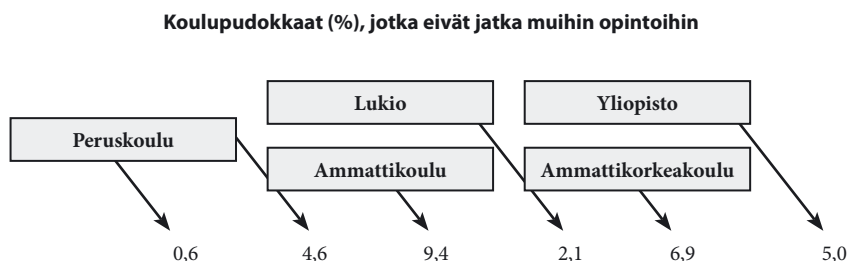 Koulupudokkaat (%), jotka eivät jatka muihin opintoihin
Lukio
Yliopisto
Peruskoulu
Ammattikoulu
Ammattikorkeakoulu
0,6
4,6
9,4
2,1
6,9
5,0